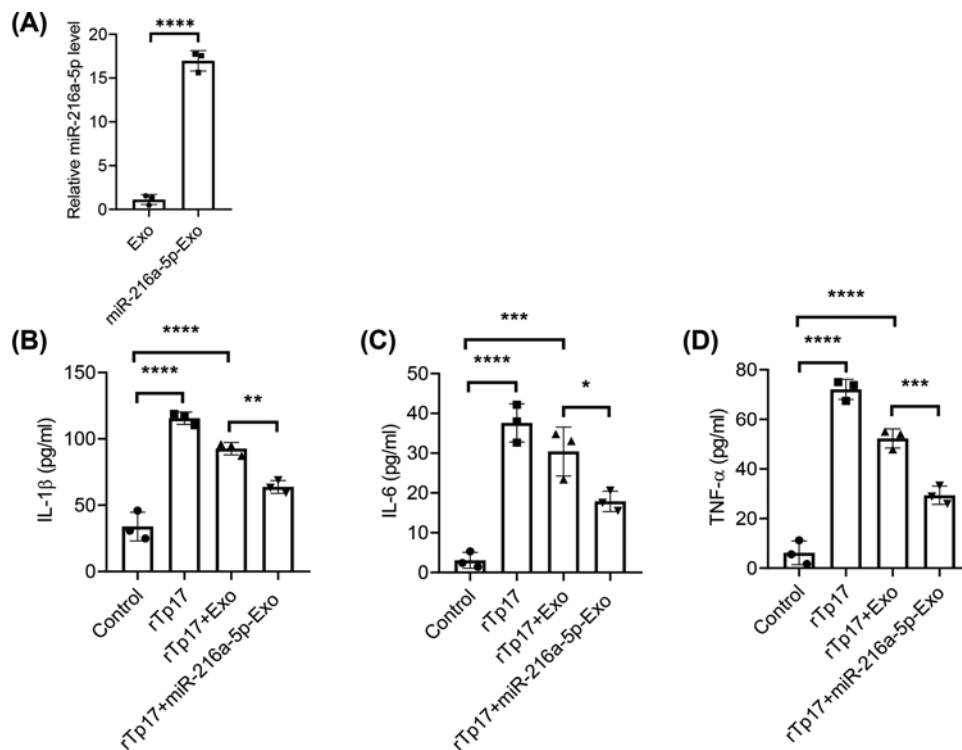 (A)
****
Relative miR-216a-5p level
20
15
10
5
0
Exo
miR-216a-5p-Exo
(B)
****
****
**
IL-1β (pg/ml)
150
100
50
0
Control
rTp17
rTp17+Exo
rTp17+miR-216a-5p-Exo
(C)
***
****
*
IL-6 (pg/ml)
50
40
30
20
10
0
Control
rTp17
rTp17+Exo
rTp17+miR-216a-5p-Exo
(D)
****
****
***
TNF-α (pg/ml)
80
60
40
20
0
Control
rTp17
rTp17+Exo
rTp17+miR-216a-5p-Exo